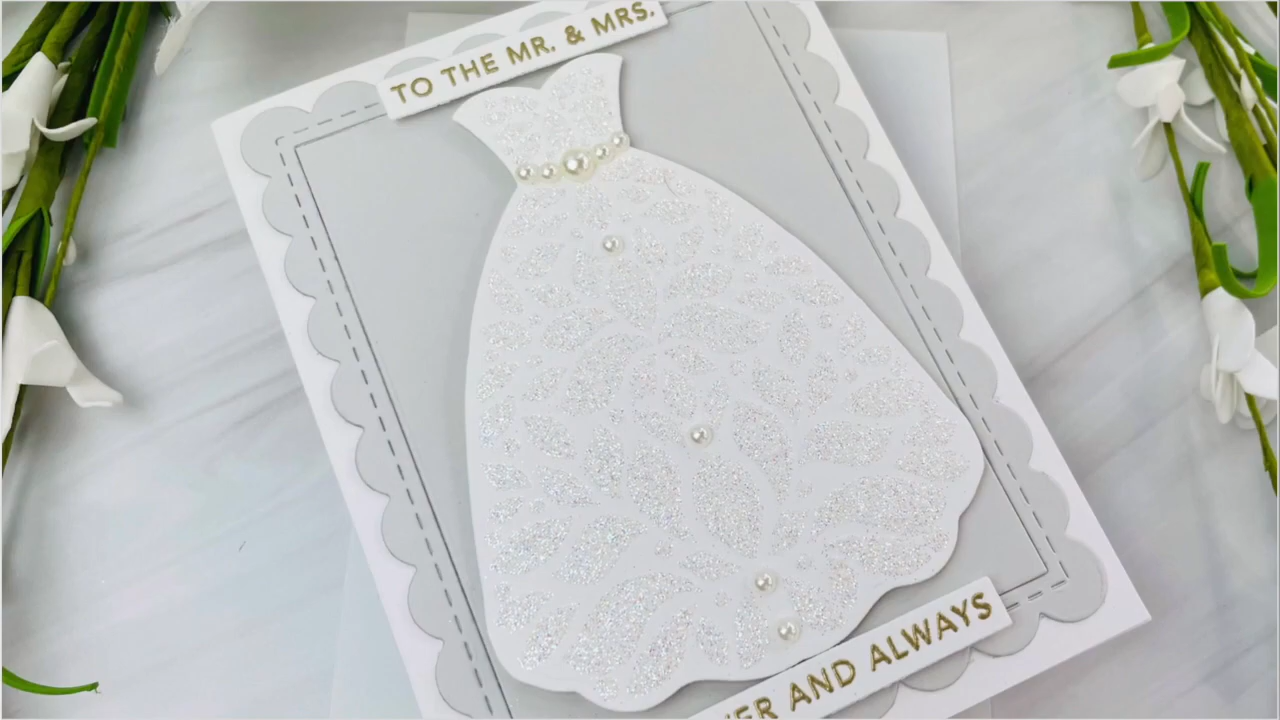 TO THE MR. & MRS.
AND ALWAYS